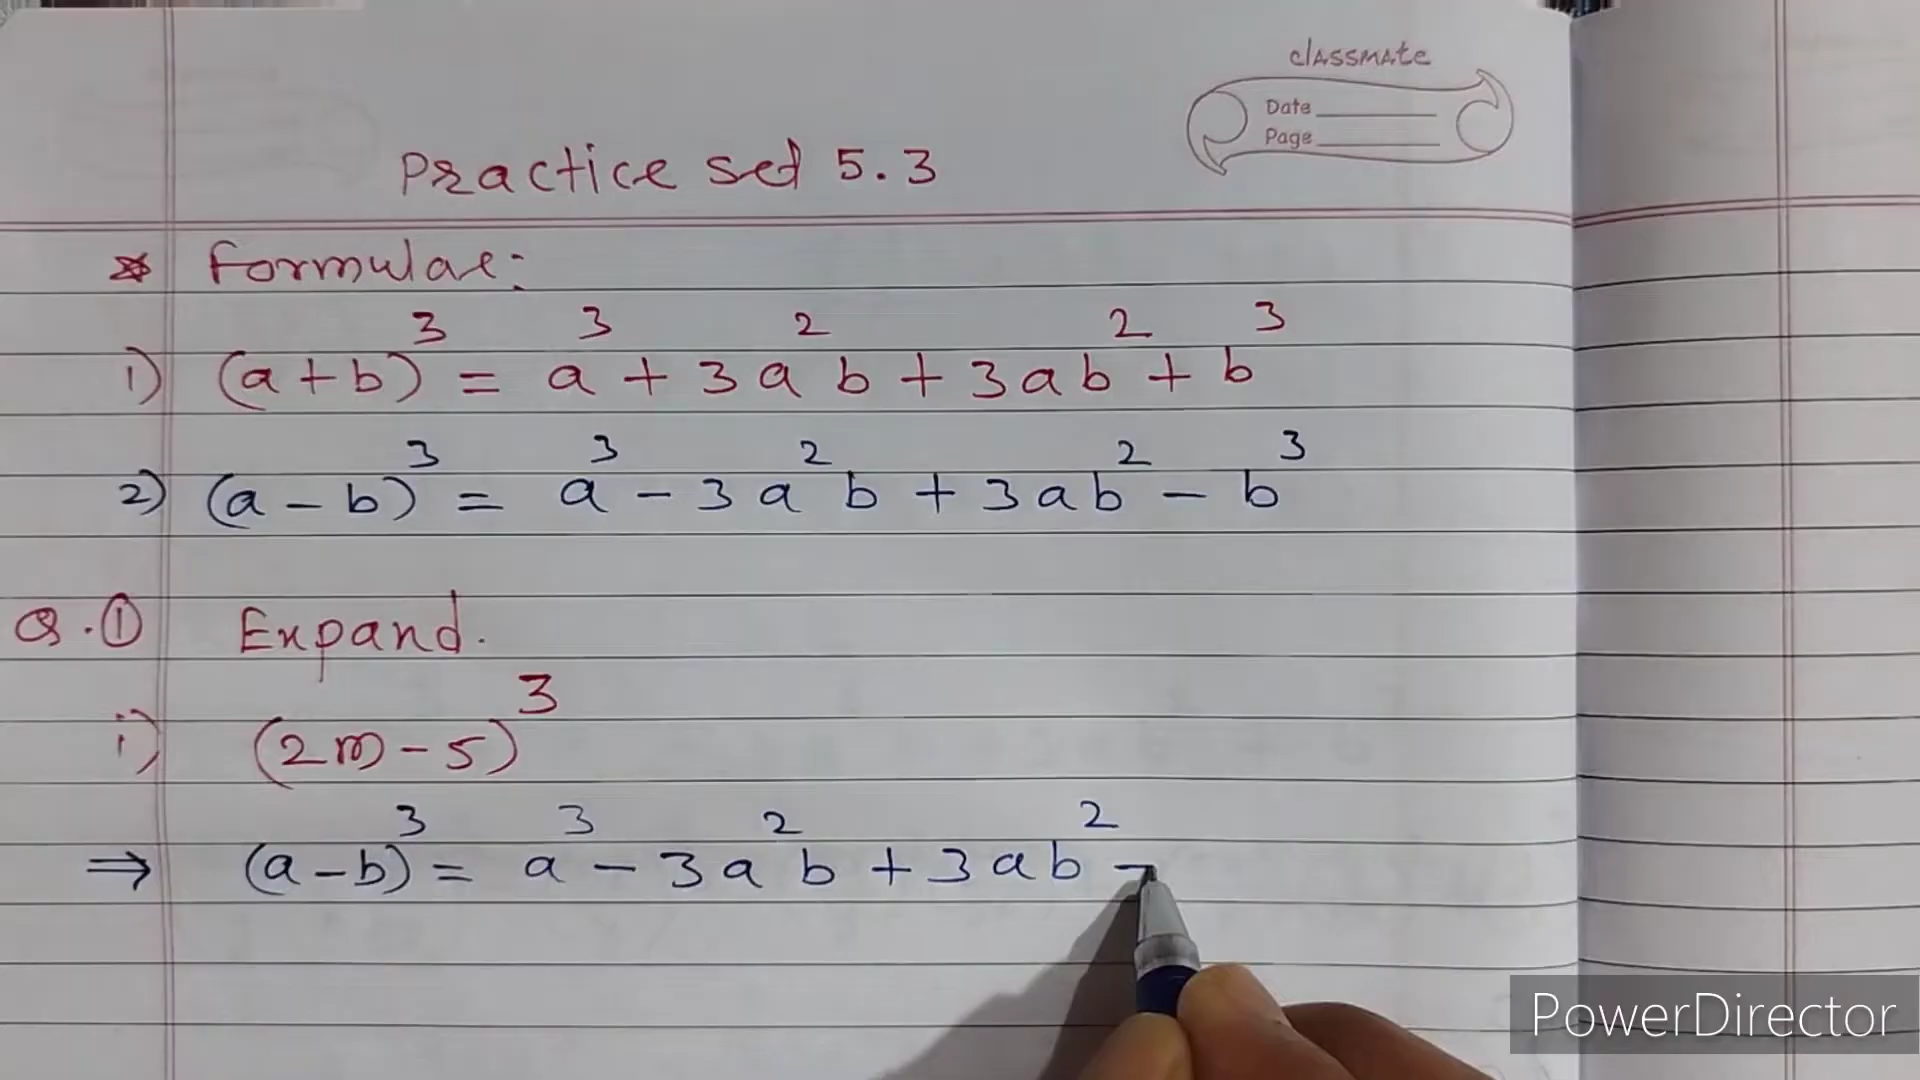 classmate
Date
Page
Practice set 5.3
* Formulae:
1) (a+b)³ = a³ + 3a²b + 3ab² + b³
2) (a-b)³ = a³ - 3a²b + 3ab² - b³
Q.① Expand.
i) (2m-5)³
⇒ (a-b)³ = a³ - 3a²b + 3ab² -
PowerDirector